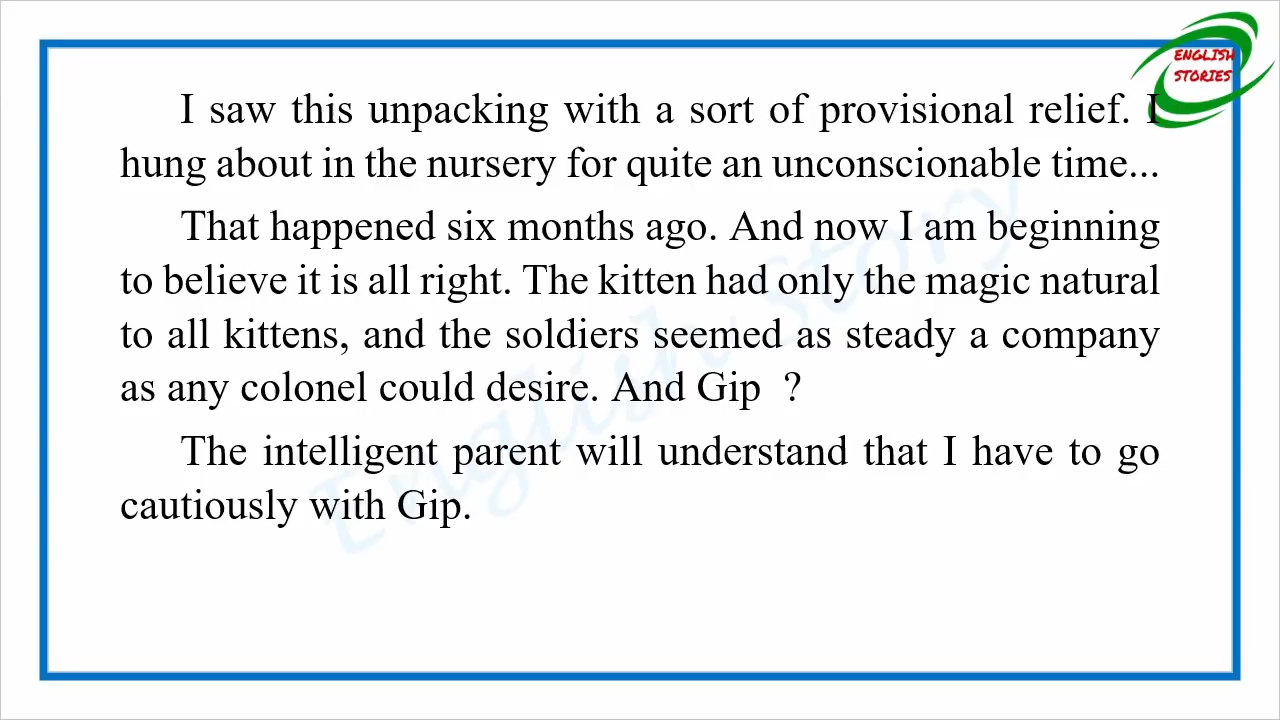 ENGLISH
STORIES
I saw this unpacking with a sort of provisional relief. I
hung about in the nursery for quite an unconscionable time...
That happened six months ago. And now I am beginning
to believe it is all right. The kitten had only the magic natural
to all kittens, and the soldiers seemed as steady a company
as any colonel could desire. And Gip  ?
The intelligent parent will understand that I have to go
cautiously with Gip.
English Story